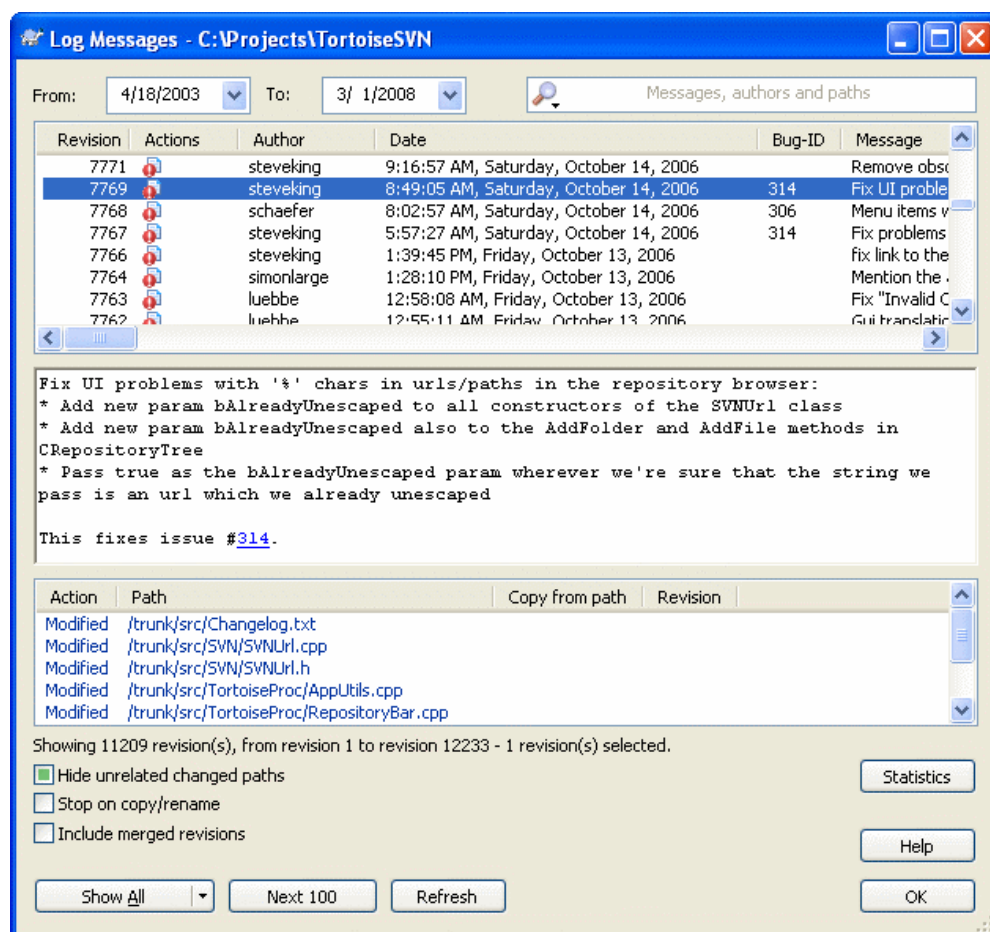 Log Messages - C:\Projects\TortoiseSVN
From: 4/18/2003 To: 3/ 1/2008 Messages, authors and paths
Revision Actions Author Date Bug-ID Message
7771 steveking 9:16:57 AM, Saturday, October 14, 2006 Remove obsc
7769 steveking 8:49:05 AM, Saturday, October 14, 2006 314 Fix UI proble
7768 schaefer 8:02:57 AM, Saturday, October 14, 2006 306 Menu items w
7767 steveking 5:57:27 AM, Saturday, October 14, 2006 314 Fix problems
7766 steveking 1:39:45 PM, Friday, October 13, 2006 fix link to the
7764 simonlarge 1:28:10 PM, Friday, October 13, 2006 Mention the
7763 luebbe 12:58:08 AM, Friday, October 13, 2006 Fix "Invalid C
7762 luebbe 12:55:11 AM, Friday, October 13, 2006 Gui translatic
Fix UI problems with '%' chars in urls/paths in the repository browser:
* Add new param bAlreadyUnescaped to all constructors of the SVNUrl class
* Add new param bAlreadyUnescaped also to the AddFolder and AddFile methods in
CRepositoryTree
* Pass true as the bAlreadyUnescaped param wherever we're sure that the string we
pass is an url which we already unescaped
This fixes issue #314.
Action Path Copy from path Revision
Modified /trunk/src/Changelog.txt
Modified /trunk/src/SVN/SVNUrl.cpp
Modified /trunk/src/SVN/SVNUrl.h
Modified /trunk/src/TortoiseProc/AppUtils.cpp
Modified /trunk/src/TortoiseProc/RepositoryBar.cpp
Showing 11209 revision(s), from revision 1 to revision 12233 - 1 revision(s) selected.
Hide unrelated changed paths
Statistics
Stop on copy/rename
Include merged revisions
Help
Show All Next 100 Refresh OK